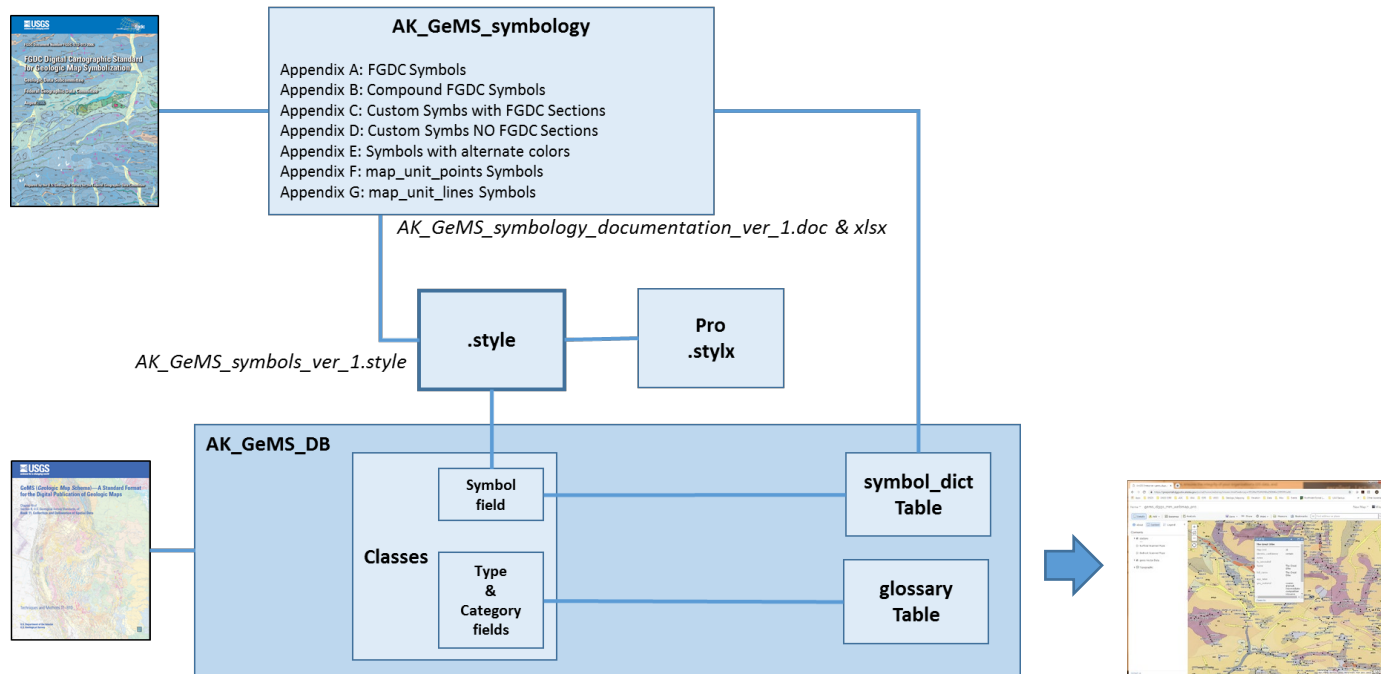 USGS
FGDC Digital Cartographic Standard
for Geologic Map Symbolization
AK_GeMS_symbology
Appendix A: FGDC Symbols
Appendix B: Compound FGDC Symbols
Appendix C: Custom Symbs with FGDC Sections
Appendix D: Custom Symbs NO FGDC Sections
Appendix E: Symbols with alternate colors
Appendix F: map_unit_points Symbols
Appendix G: map_unit_lines Symbols
AK_GeMS_symbology_documentation_ver_1.doc & xlsx
.style
Pro
.stylx
AK_GeMS_symbols_ver_1.style
USGS
GeMS (Geologic Map Schema)—A Standard Format
for the Digital Publication of Geologic Maps
AK_GeMS_DB
Classes
Symbol
field
Type
&
Category
fields
symbol_dict
Table
glossary
Table